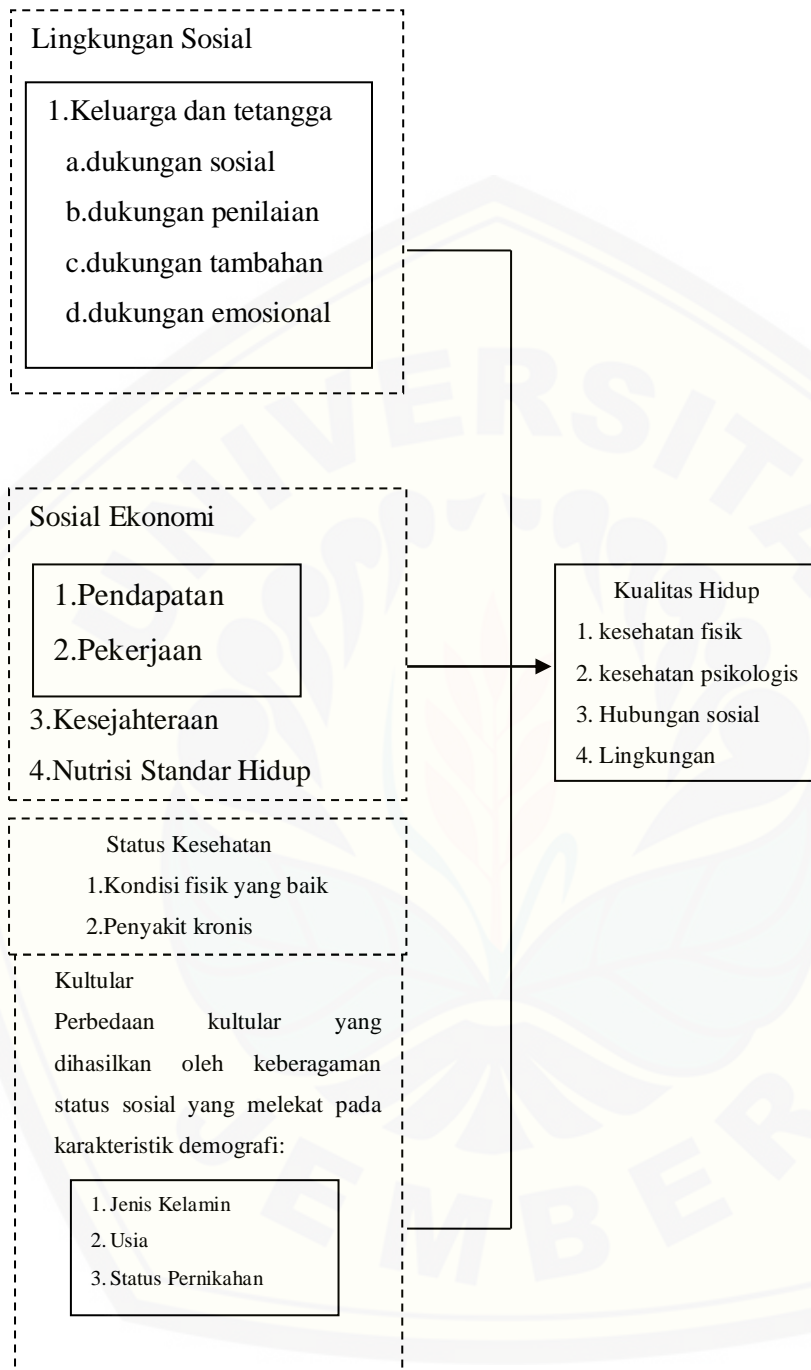 Lingkungan Sosial
1.Keluarga dan tetangga
a.dukungan sosial
b.dukungan penilaian
c.dukungan tambahan
d.dukungan emosional
Sosial Ekonomi
1.Pendapatan
2.Pekerjaan
3.Kesejahteraan
4.Nutrisi Standar Hidup
Kualitas Hidup
1. kesehatan fisik
2. kesehatan psikologis
3. Hubungan sosial
4. Lingkungan
Status Kesehatan
1.Kondisi fisik yang baik
2.Penyakit kronis
Kultular
Perbedaan kultular yang
dihasilkan oleh keberagaman
status sosial yang melekat pada
karakteristik demografi:
1. Jenis Kelamin
2. Usia
3. Status Pernikahan
UNIVERSITA
JEMBER